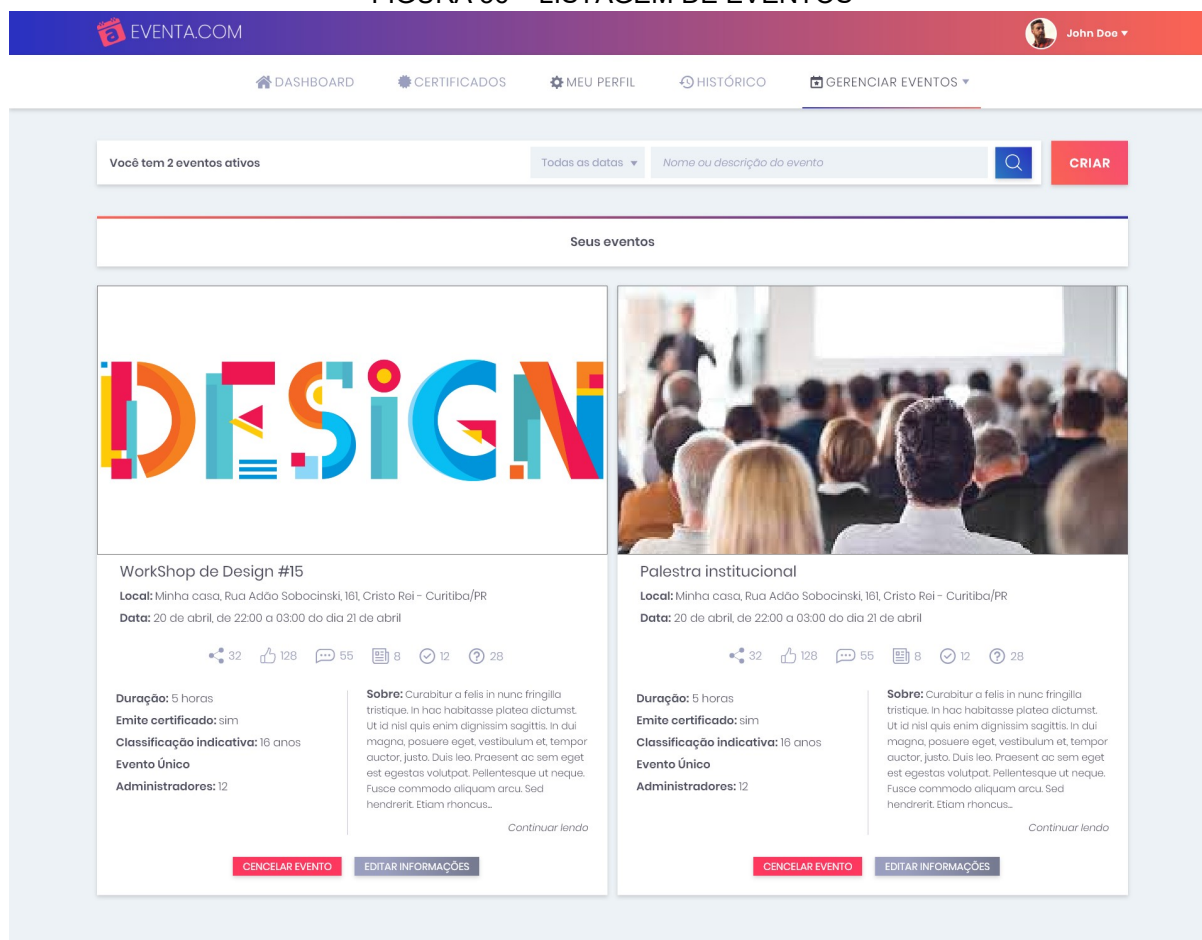 EVENTA.COM
John Doe
DASHBOARD
CERTIFICADOS
MEU PERFIL
HISTÓRICO
GERENCIAR EVENTOS
Você tem 2 eventos ativos
Todas as datas
Nome ou descrição do evento
CRIAR
Seus eventos
DESiGN
WorkShop de Design #15
Local: Minha casa, Rua Adão Sobocinski, 161, Cristo Rei - Curitiba/PR
Data: 20 de abril, de 22:00 a 03:00 do dia 21 de abril
32 128 55 8 12 28
Duração: 5 horas
Emite certificado: sim
Classificação indicativa: 16 anos
Evento Único
Administradores: 12
Sobre: Curabitur a felis in nunc fringilla
tristique. In hac habitasse platea dictumst.
Ut id nisl quis enim dignissim sagittis. In dui
magna, posuere eget, vestibulum et, tempor
auctor, justo. Duis leo. Praesent ac sem eget
est egestas volutpat. Pellentesque ut neque.
Fusce commodo aliquam arcu. Sed
hendrerit. Etiam rhoncus...
Continuar lendo
CENCELAR EVENTO
EDITAR INFORMAÇÕES
Palestra institucional
Local: Minha casa, Rua Adão Sobocinski, 161, Cristo Rei - Curitiba/PR
Data: 20 de abril, de 22:00 a 03:00 do dia 21 de abril
32 128 55 8 12 28
Duração: 5 horas
Emite certificado: sim
Classificação indicativa: 16 anos
Evento Único
Administradores: 12
Sobre: Curabitur a felis in nunc fringilla
tristique. In hac habitasse platea dictumst.
Ut id nisl quis enim dignissim sagittis. In dui
magna, posuere eget, vestibulum et, tempor
auctor, justo. Duis leo. Praesent ac sem eget
est egestas volutpat. Pellentesque ut neque.
Fusce commodo aliquam arcu. Sed
hendrerit. Etiam rhoncus...
Continuar lendo
CENCELAR EVENTO
EDITAR INFORMAÇÕES